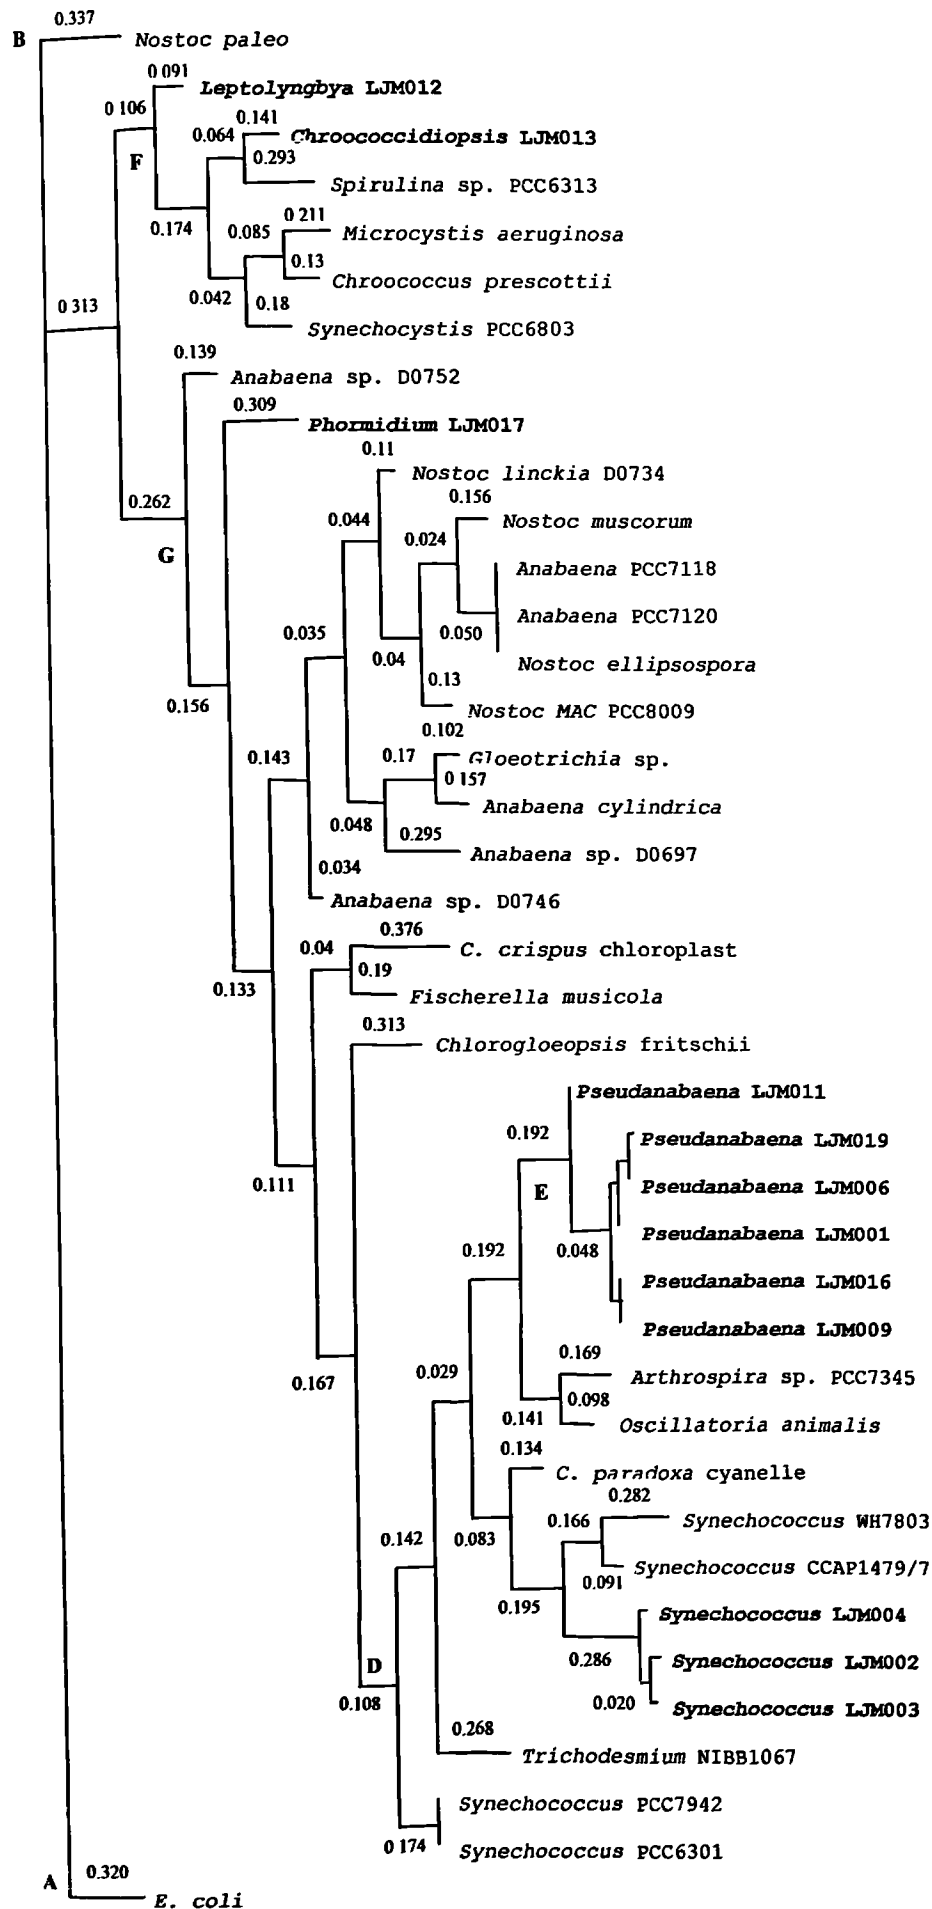 0.337
B Nostoc paleo
0 091
Leptolyngbya LJM012
0 106
0.141
0.064 Chroococcidiopsis LJM013
F
0.293
Spirulina sp. PCC6313
0 211
0.174 0.085 Microcystis aeruginosa
0.13
Chroococcus prescottii
0 313 0.042 0.18
Synechocystis PCC6803
0.139
Anabaena sp. D0752
0.309
Phormidium LJM017
0.11
Nostoc linckia D0734
0.156
0.262 0.044 Nostoc muscorum
0.024
G
Anabaena PCC7118
Anabaena PCC7120
0.035 0.050
0.04 Nostoc ellipsospora
0.13
0.156 Nostoc MAC PCC8009
0.102
0.143 0.17 Gloeotrichia sp.
0 157
Anabaena cylindrica
0.048 0.295
Anabaena sp. D0697
0.034
Anabaena sp. D0746
0.376
0.04 C. crispus chloroplast
0.19
0.133 Fischerella musicola
0.313
Chlorogloeopsis fritschii
Pseudanabaena LJM011
0.192
Pseudanabaena LJM019
0.111 E Pseudanabaena LJM006
Pseudanabaena LJM001
0.192 0.048
Pseudanabaena LJM016
Pseudanabaena LJM009
0.169
0.167 0.029 Arthrospira sp. PCC7345
0.098
0.141 Oscillatoria animalis
0.134
C. paradoxa cyanelle
0.282
0.166 Synechococcus WH7803
0.142 0.083
Synechococcus CCAP1479/7
0.091
0.195 Synechococcus LJM004
0.286
D Synechococcus LJM002
0.108 0.020 Synechococcus LJM003
0.268
Trichodesmium NIBB1067
Synechococcus PCC7942
0 174 Synechococcus PCC6301
A 0.320
E. coli